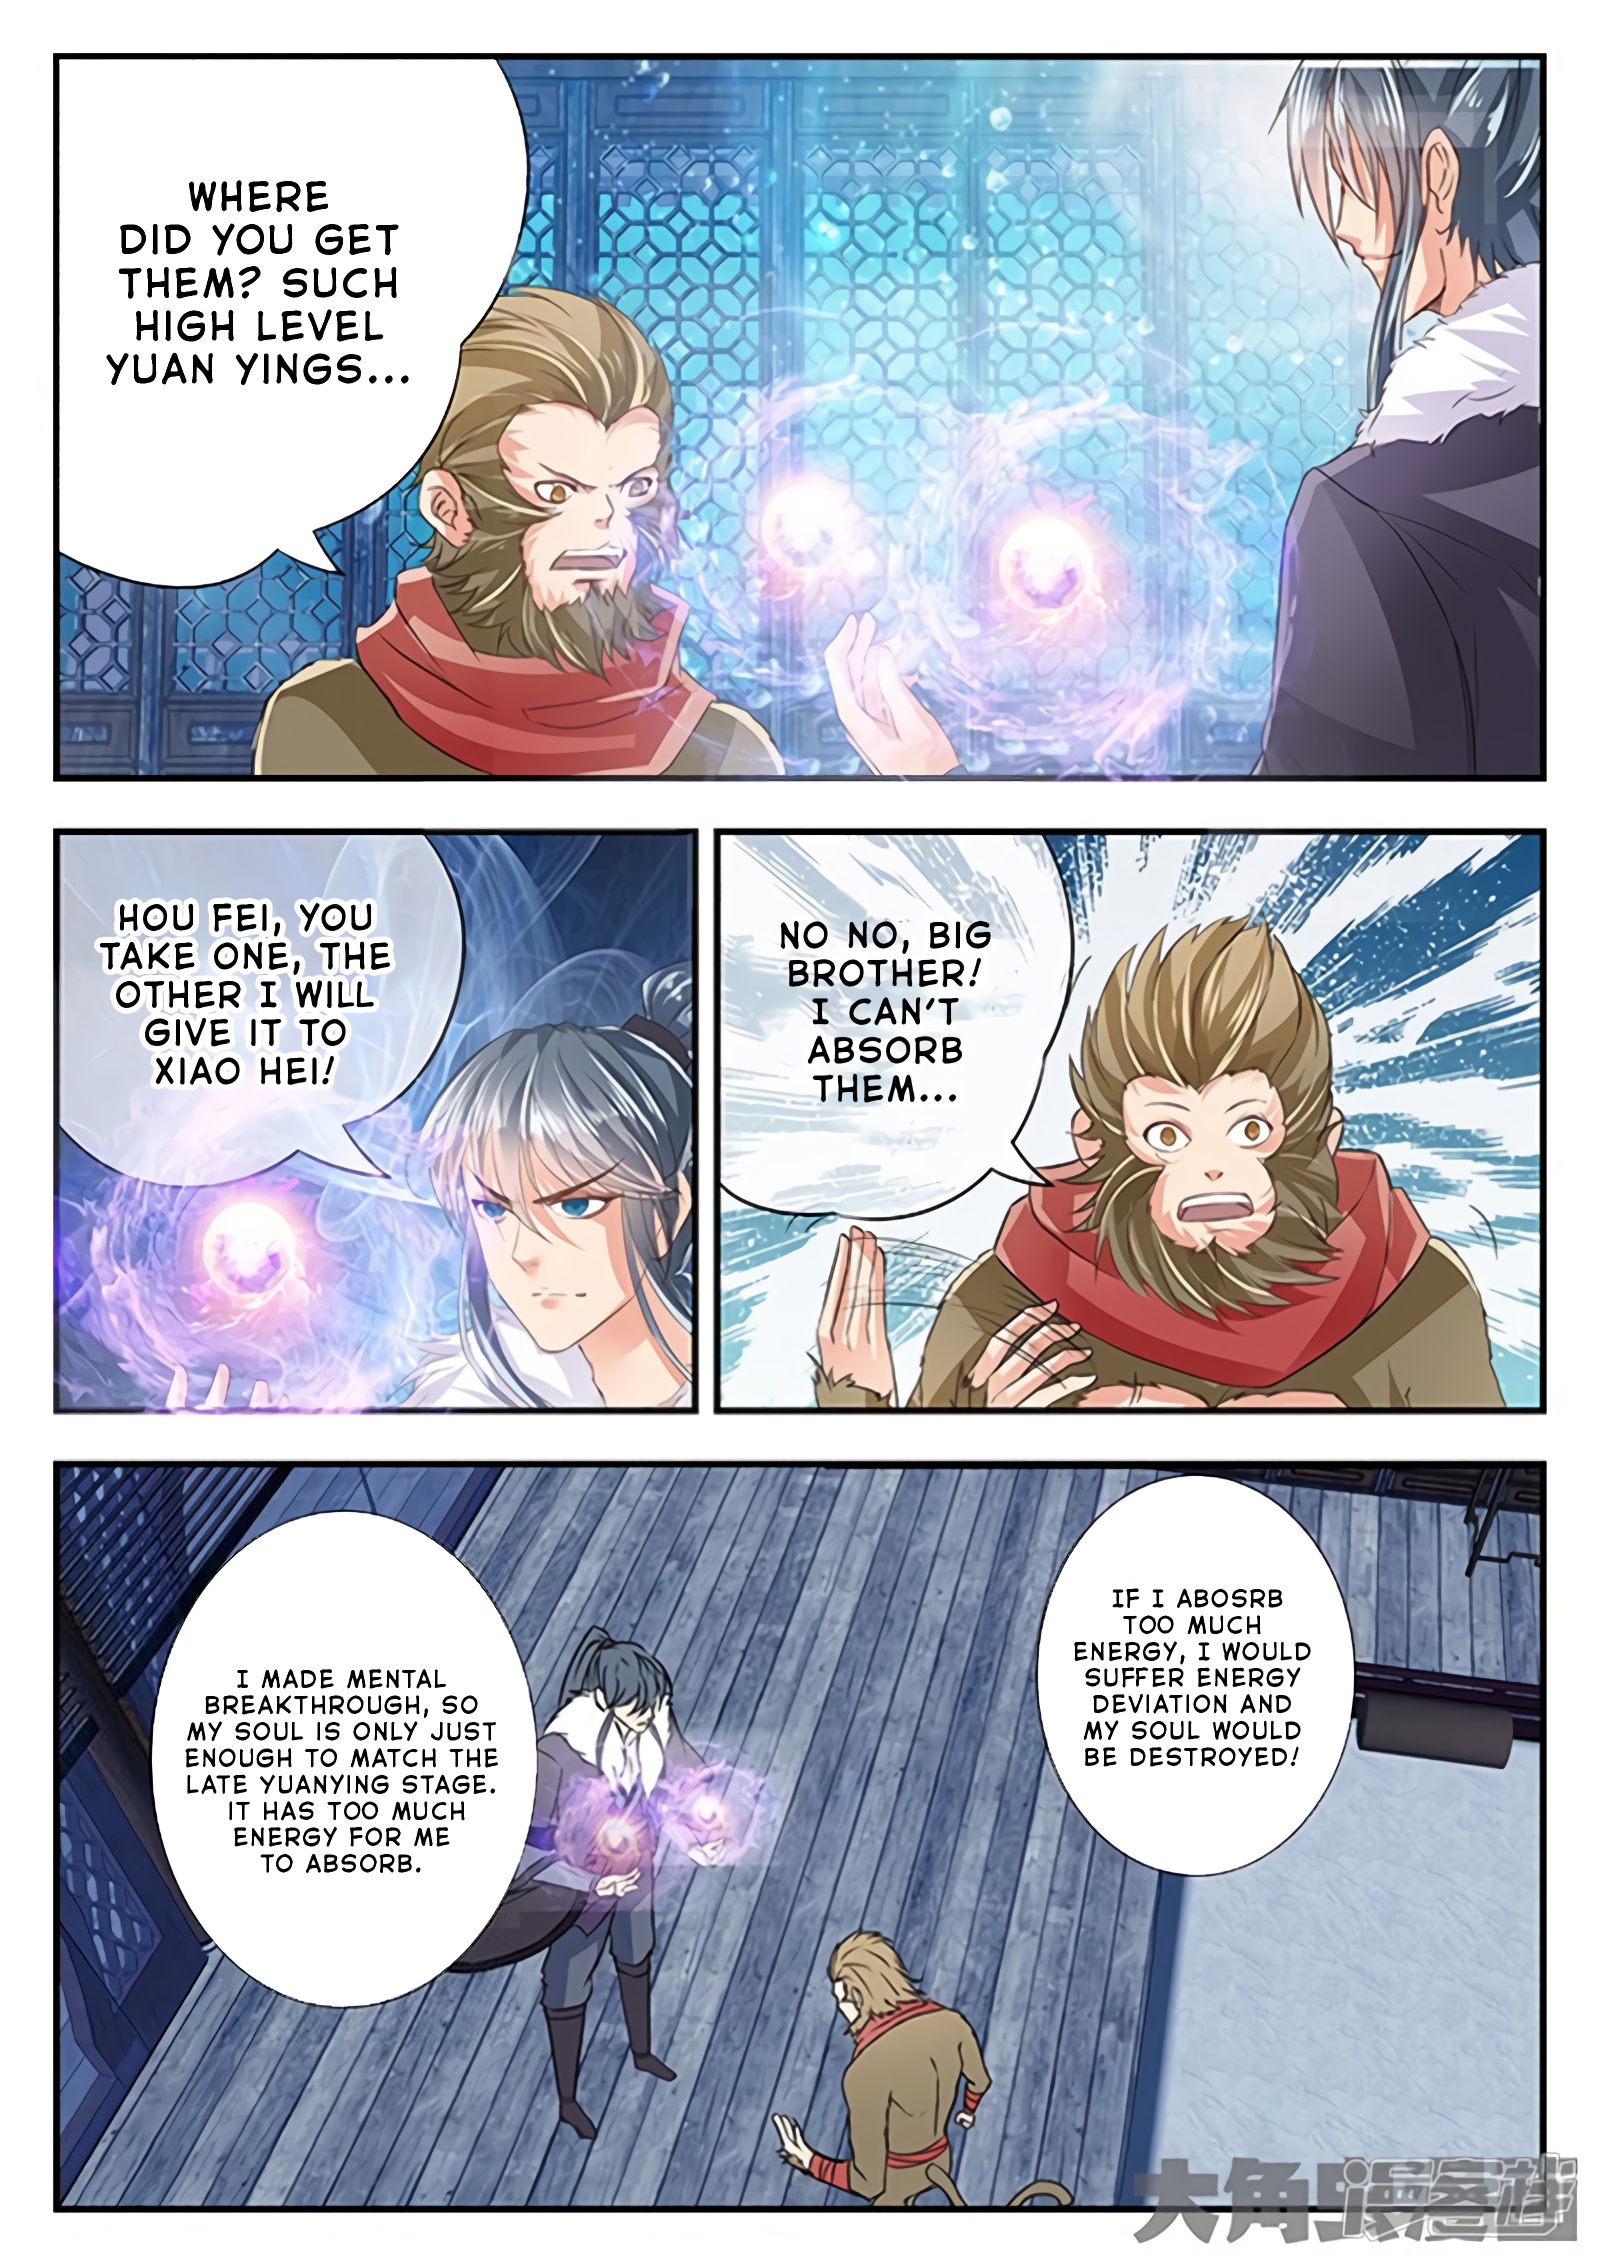 WHERE
DID YOU GET
THEM? SUCH
HIGH LEVEL
YUAN YINGS...
HOU FEI, YOU
TAKE ONE, THE
OTHER I WILL
GIVE IT TO
XIAO HEI!
NO NO, BIG
BROTHER!
I CAN'T
ABSORB
THEM...
I MADE MENTAL
BREAKTHROUGH, SO
MY SOUL IS ONLY JUST
ENOUGH TO MATCH THE
LATE YUANYING STAGE.
IT HAS TOO MUCH
ENERGY FOR ME
TO ABSORB.
IF I ABOSRB
TOO MUCH
ENERGY, I WOULD
SUFFER ENERGY
DEVIATION AND
MY SOUL WOULD
BE DESTROYED!
大角